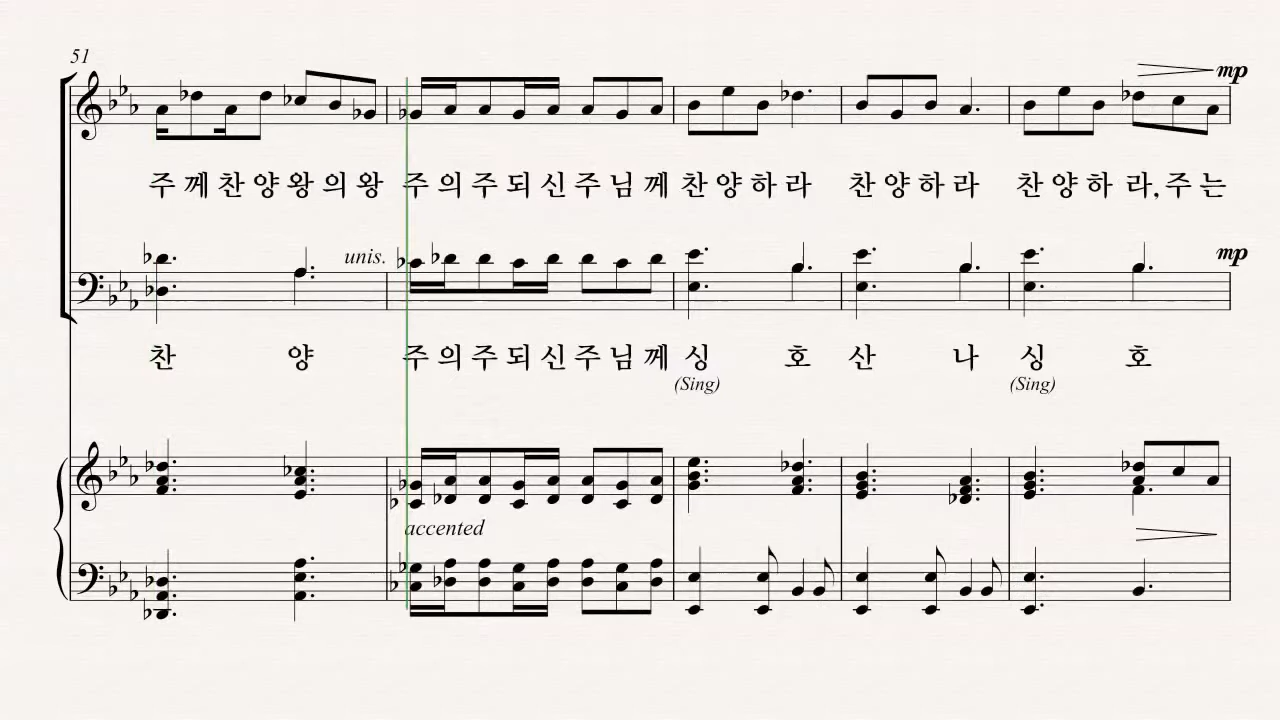 51
mp
주께찬양왕의왕 주의주되신주님께 찬양하라 찬양하라 찬양하 라,주는
unis.
mp
찬 양 주의주되신주님께 싱 호 산 나 싱 호
(Sing) (Sing)
accented